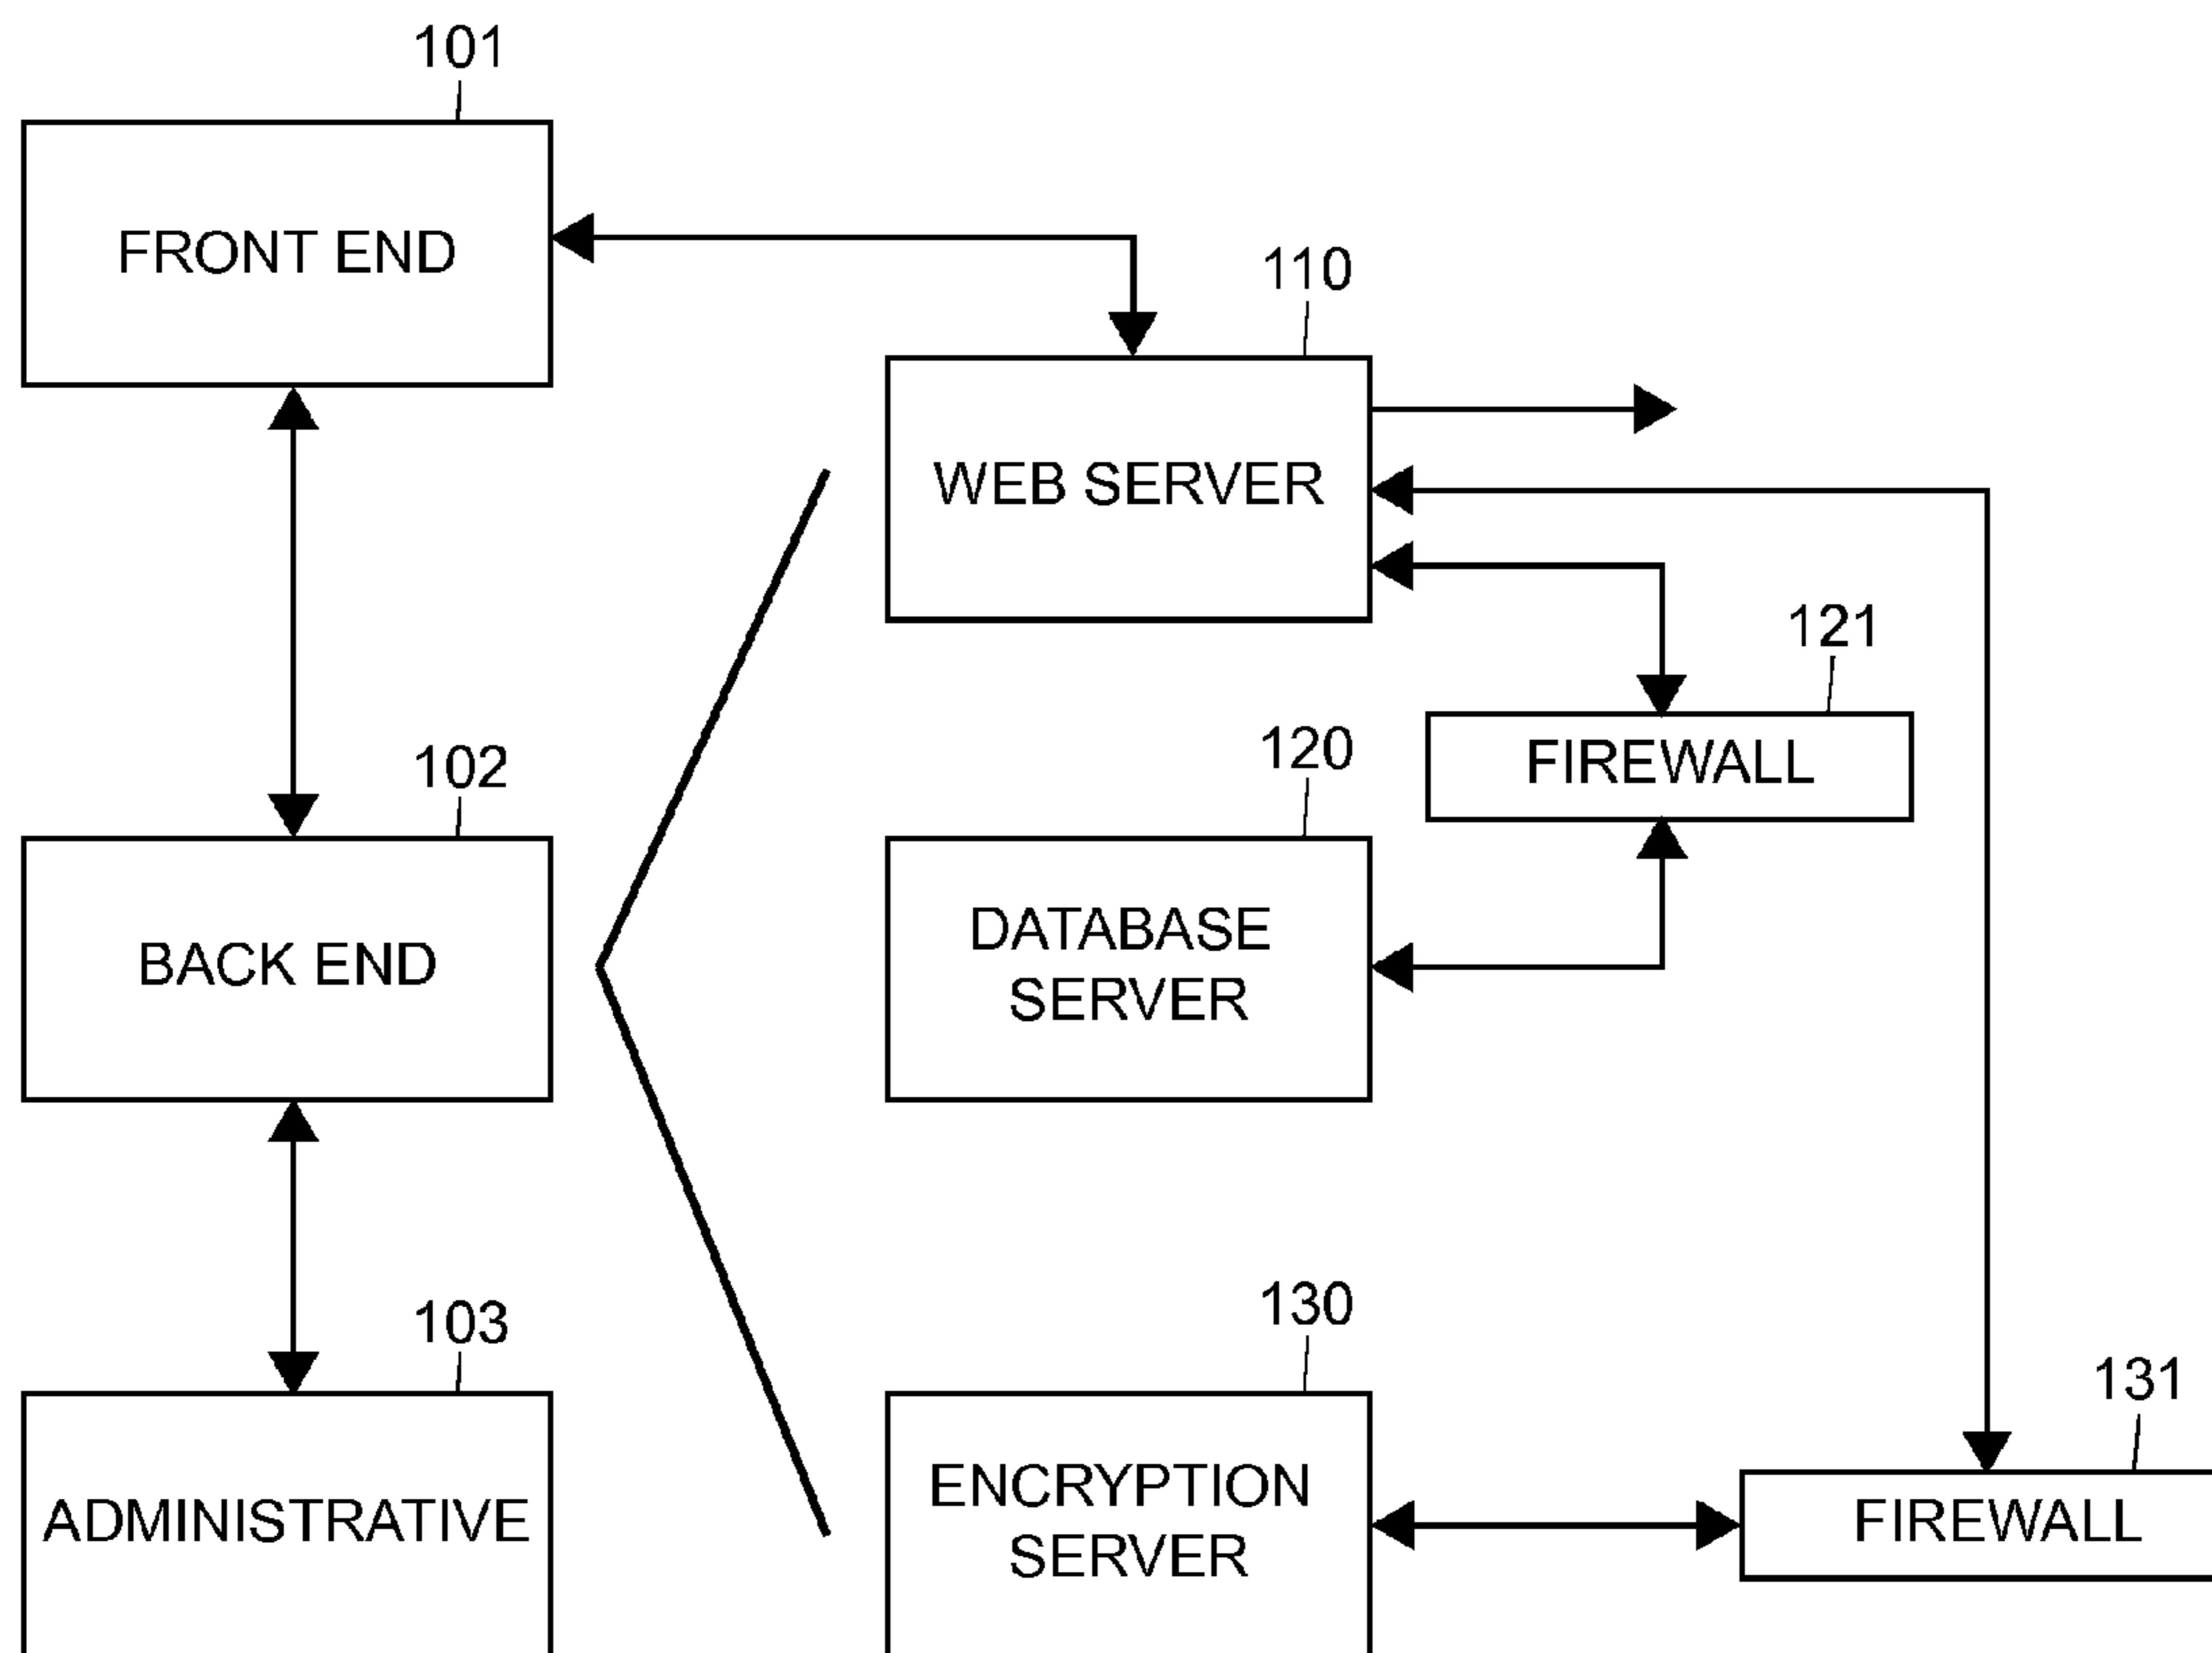 101
FRONT END
110
WEB SERVER
121
FIREWALL
102
BACK END
120
DATABASE
SERVER
103
ADMINISTRATIVE
130
ENCRYPTION
SERVER
131
FIREWALL